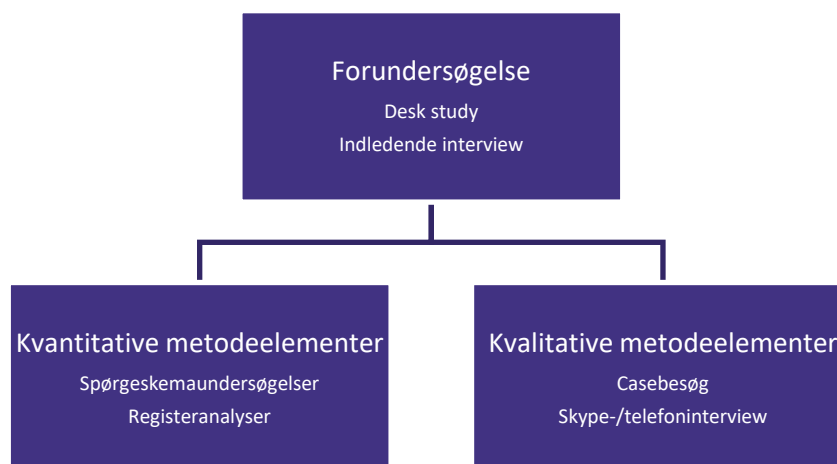 Forundersøgelse
Desk study
Indledende interview
Kvantitative metodeelementer
Spørgeskemaundersøgelser
Registeranalyser
Kvalitative metodeelementer
Casebesøg
Skype-/telefoninterview